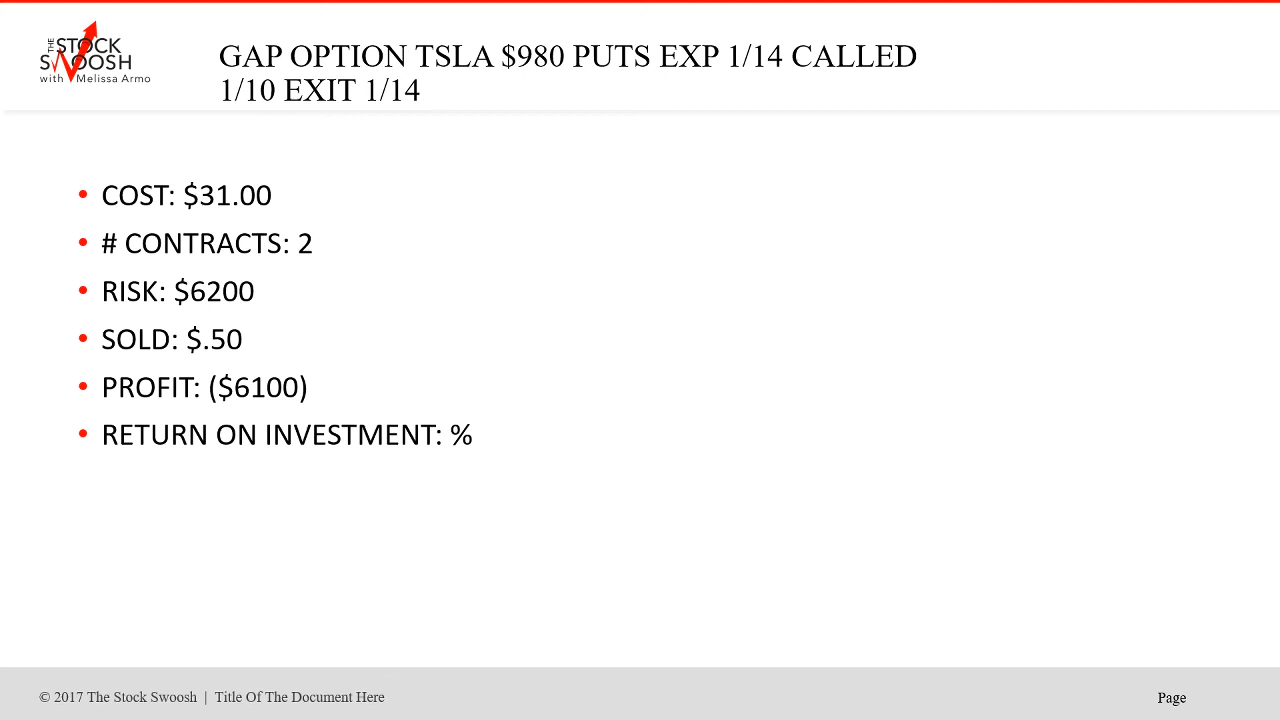 THE
STOCK
SWOOSH
with Melissa Armo
GAP OPTION TSLA $980 PUTS EXP 1/14 CALLED
1/10 EXIT 1/14
• COST: $31.00
• # CONTRACTS: 2
• RISK: $6200
• SOLD: $.50
• PROFIT: ($6100)
• RETURN ON INVESTMENT: %
© 2017 The Stock Swoosh | Title Of The Document Here
Page